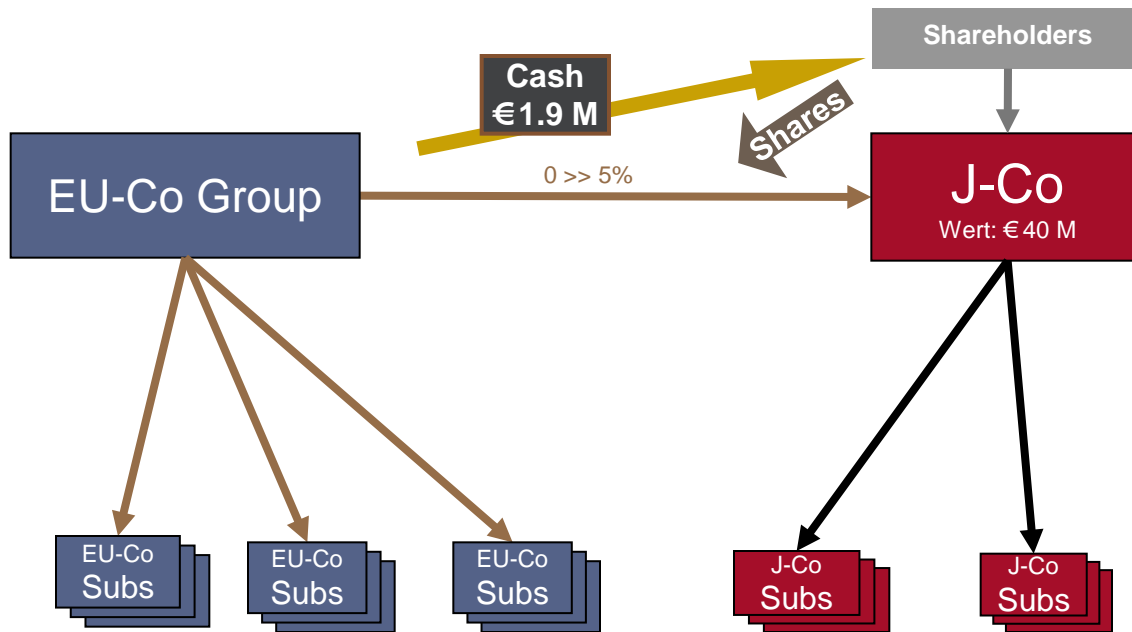 Shareholders
Cash
€1.9 M
Shares
0 >> 5%
EU-Co Group
J-Co
Wert: € 40 M
EU-Co
Subs
EU-Co
Subs
EU-Co
Subs
J-Co
Subs
J-Co
Subs